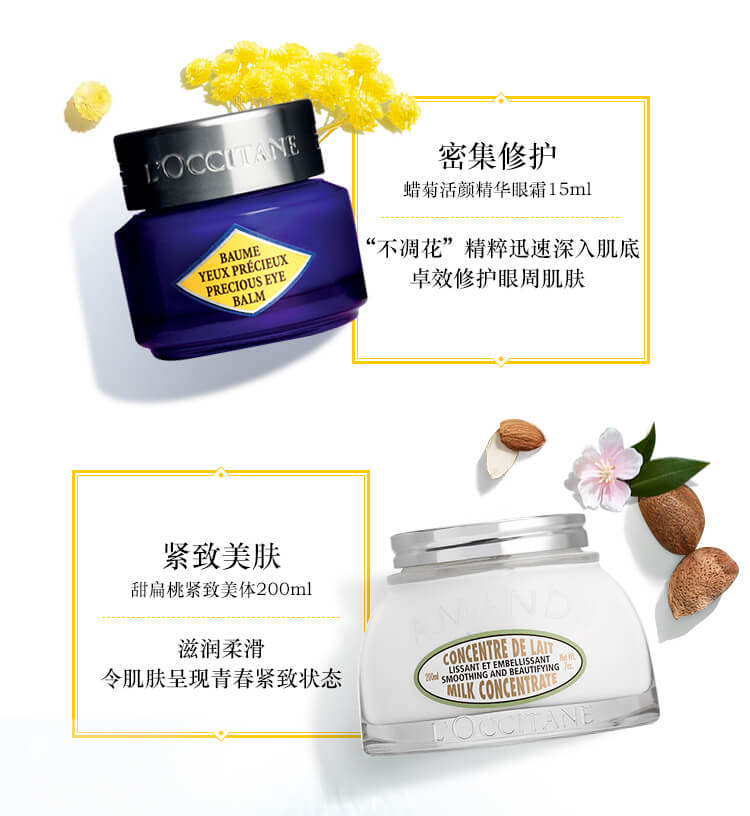 L'OCCITANE
BAUME
YEUX PRÉCIEUX
PRECIOUS EYE
BALM
密集修护
蜡菊活颜精华眼霜15ml
“不凋花”精粹迅速深入肌底
卓效修护眼周肌肤
紧致美肤
甜扁桃紧致美体200ml
滋润柔滑
令肌肤呈现青春紧致状态
CONCENTRE DE LAIT
LISSANT ET EMBELLISSANT
200ml SMOOTHING AND BEAUTIFYING Net Wt. 7oz.
MILK CONCENTRATE
L'OCCITANE